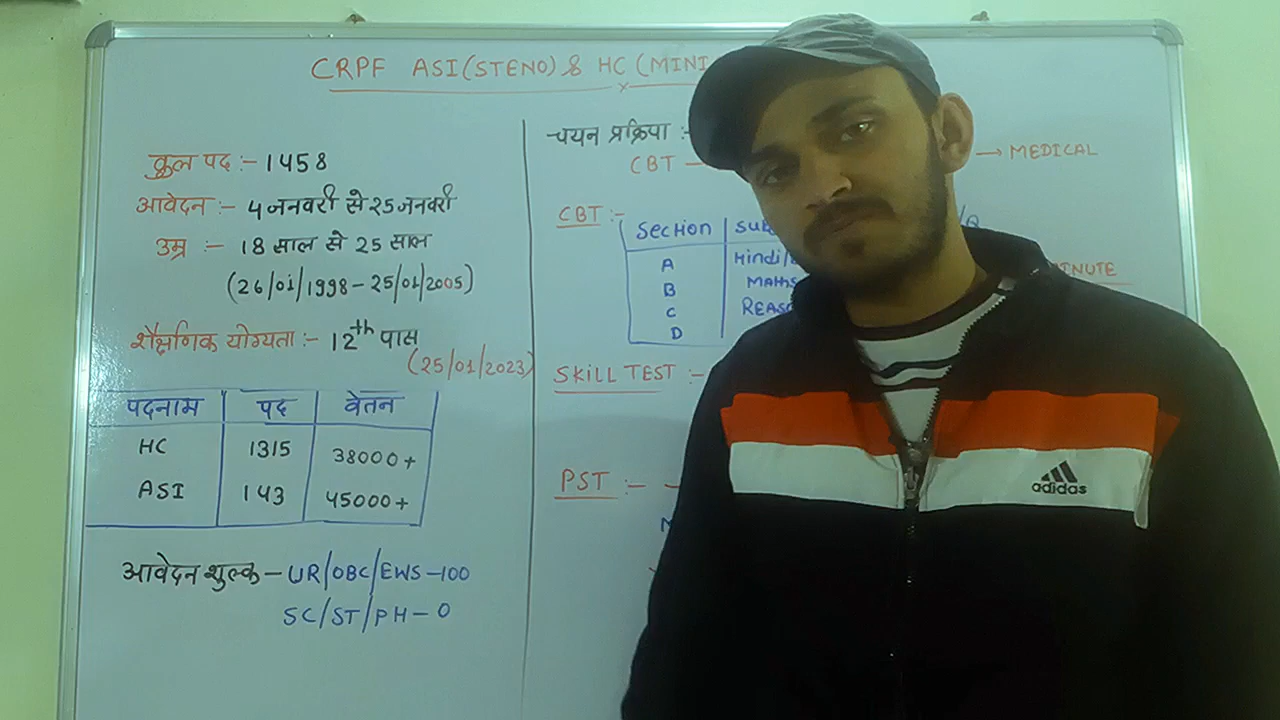 CRPF ASI(STENO) & HC (MINI
कुल पद :- 1458
आवेदन :- 4 जनवरी से 25 जनवरी
उम्र :- 18 साल से 25 साल
(26/01/1998 - 25/01/2005)
शैक्षणिक योग्यता :- 12th पास
(25/01/2023)
पदनाम पद वेतन
HC 1315 38000+
ASI 143 45000+
आवेदन शुल्क - UR/OBC/EWS - 100
SC/ST/PH - 0
चयन प्रक्रिया :-
CBT → MEDICAL
CBT :-
Section
A Hindi/
B MATHS
C
D
SKILL TEST :-
PST :-
adidas